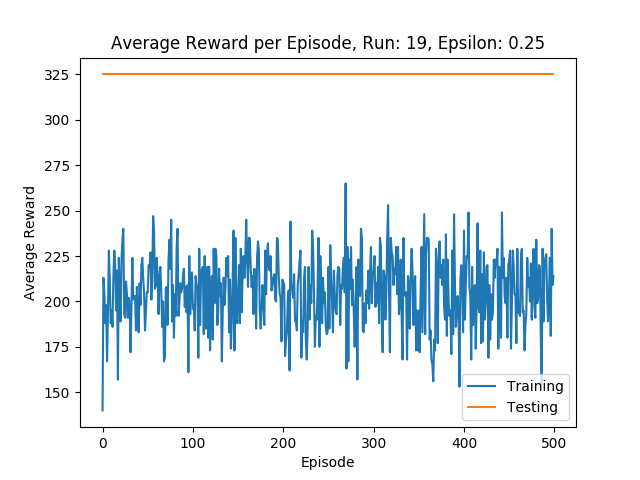 Average Reward per Episode, Run: 19, Epsilon: 0.25
Average Reward
325
300
275
250
225
200
175
150
0
100
200
300
400
500
Episode
Training
Testing